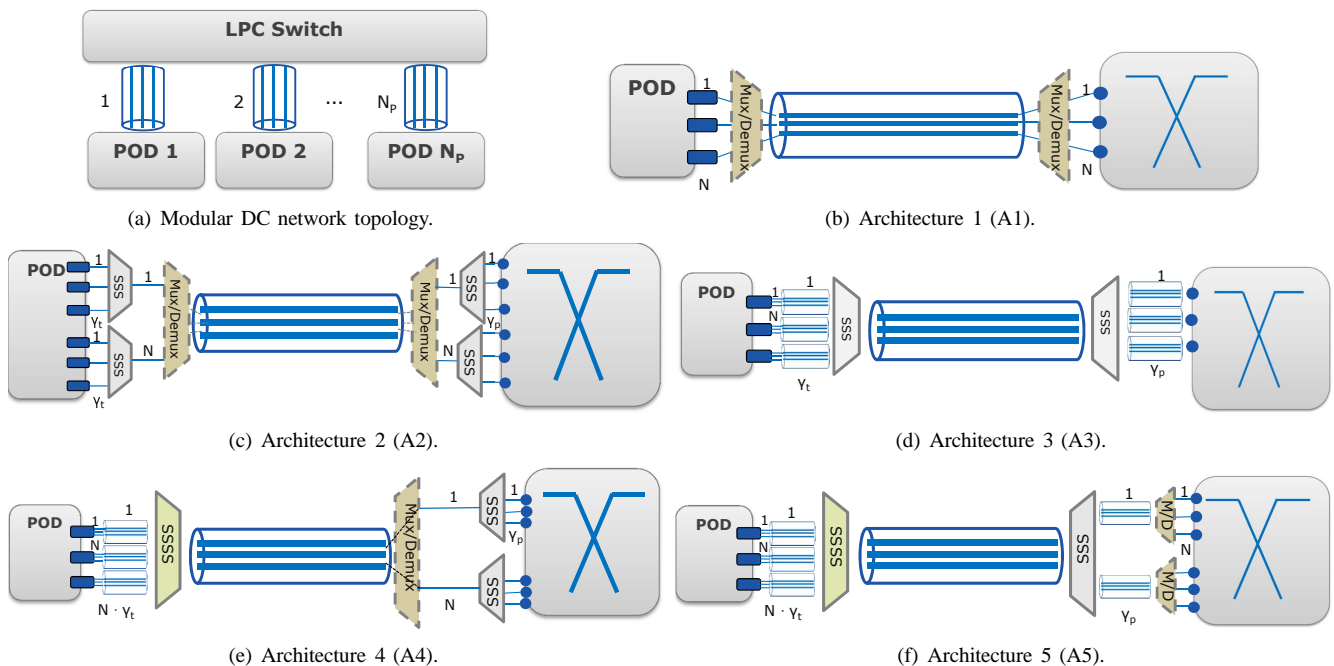 LPC Switch
1
2
...
N_P
POD 1
POD 2
POD N_P
(a) Modular DC network topology.
POD
1
N
Mux/Demux
Mux/Demux
1
N
(b) Architecture 1 (A1).
POD
1
γ_t
1
γ_t
SSS
SSS
1
N
Mux/Demux
Mux/Demux
1
N
SSS
SSS
1
γ_p
(c) Architecture 2 (A2).
POD
1
N
1
γ_t
SSS
SSS
1
γ_p
(d) Architecture 3 (A3).
POD
1
N
1
N · γ_t
SSSS
Mux/Demux
1
N
SSS
SSS
1
γ_p
(e) Architecture 4 (A4).
POD
1
N
1
N · γ_t
SSSS
SSS
1
γ_p
M/D
M/D
1
N
(f) Architecture 5 (A5).